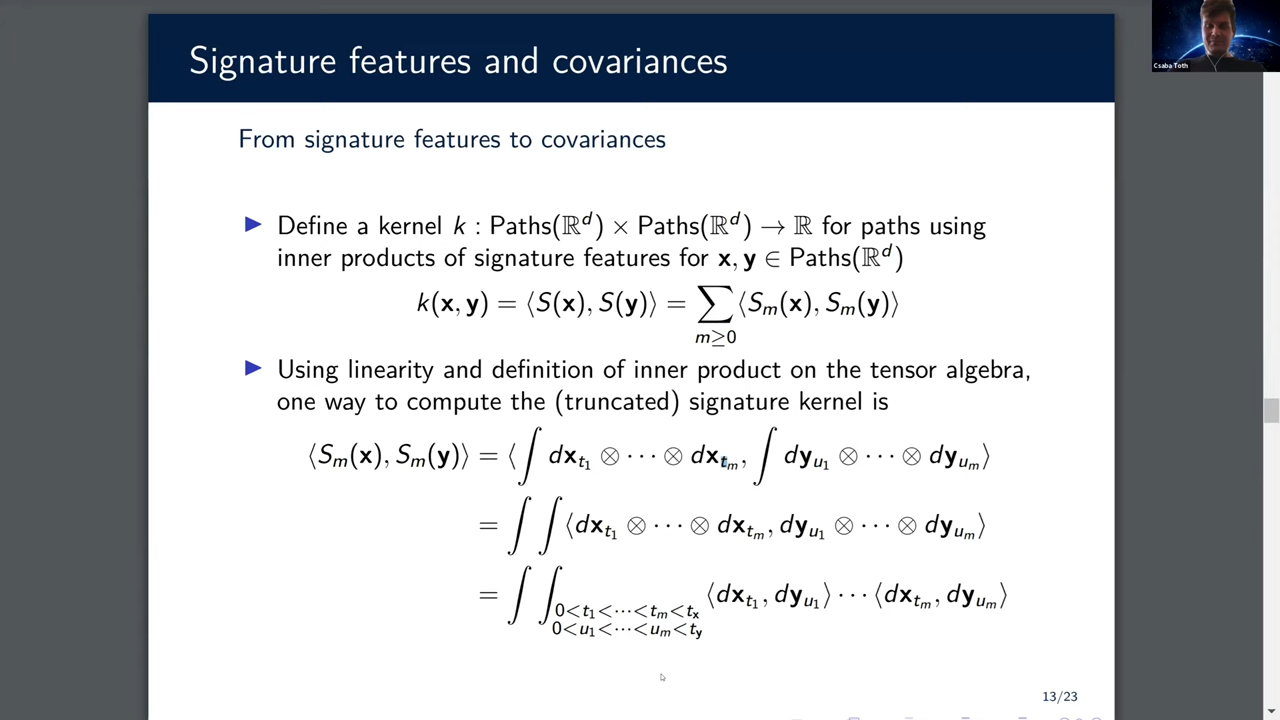 Signature features and covariances
Csaba Toth
From signature features to covariances
▶ Define a kernel k : Paths(ℝᵈ) × Paths(ℝᵈ) → ℝ for paths using
inner products of signature features for x, y ∈ Paths(ℝᵈ)
k(x, y) = ⟨S(x), S(y)⟩ = ∑_{m≥0} ⟨S_m(x), S_m(y)⟩
▶ Using linearity and definition of inner product on the tensor algebra,
one way to compute the (truncated) signature kernel is
⟨S_m(x), S_m(y)⟩ = ⟨∫ dx_{t_1} ⊗ ··· ⊗ dx_{t_m}, ∫ dy_{u_1} ⊗ ··· ⊗ dy_{u_m}⟩
= ∫ ∫ ⟨dx_{t_1} ⊗ ··· ⊗ dx_{t_m}, dy_{u_1} ⊗ ··· ⊗ dy_{u_m}⟩
= ∫ ∫_{0<t_1<···<t_m<t_x 0<u_1<···<u_m<t_y} ⟨dx_{t_1}, dy_{u_1}⟩ ··· ⟨dx_{t_m}, dy_{u_m}⟩
13/23